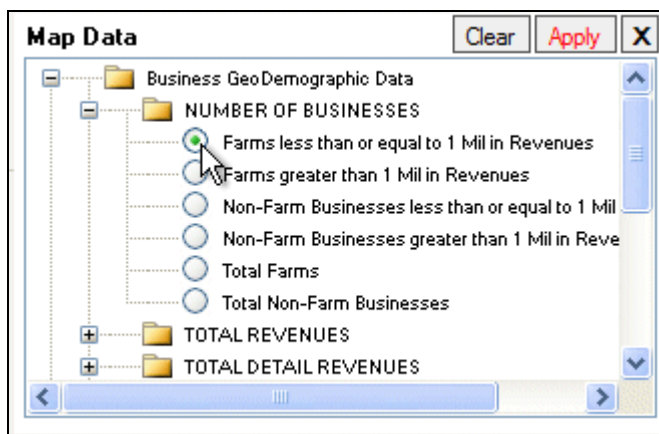 Map Data Clear Apply X
Business GeoDemographic Data
NUMBER OF BUSINESSES
Farms less than or equal to 1 Mil in Revenues
Farms greater than 1 Mil in Revenues
Non-Farm Businesses less than or equal to 1 Mil
Non-Farm Businesses greater than 1 Mil in Reve
Total Farms
Total Non-Farm Businesses
TOTAL REVENUES
TOTAL DETAIL REVENUES